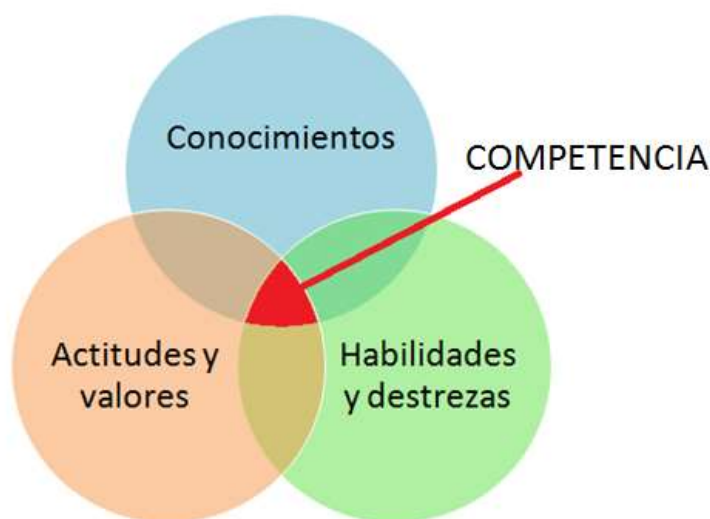 Conocimientos
COMPETENCIA
Actitudes y
valores
Habilidades
y destrezas